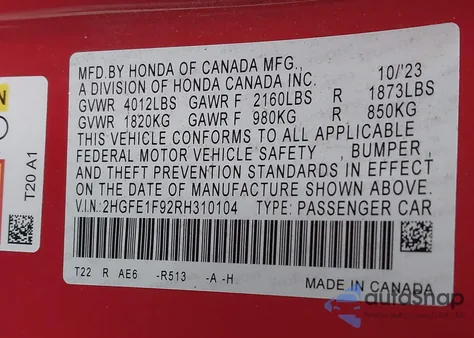 MFD.BY HONDA OF CANADA MFG., 10/'23
A DIVISION OF HONDA CANADA INC.
GVWR 4012LBS GAWR F 2160LBS R 1873LBS
GVWR 1820KG GAWR F 980KG R 850KG
THIS VEHICLE CONFORMS TO ALL APPLICABLE
FEDERAL MOTOR VEHICLE SAFETY , BUMPER ,
AND THEFT PREVENTION STANDARDS IN EFFECT
ON THE DATE OF MANUFACTURE SHOWN ABOVE.
V.I.N: 2HGFE1F92RH310104 TYPE: PASSENGER CAR
T22 R AE6 -R513 -A -H
MADE IN CANADA
T20 A1
N
autoSnap